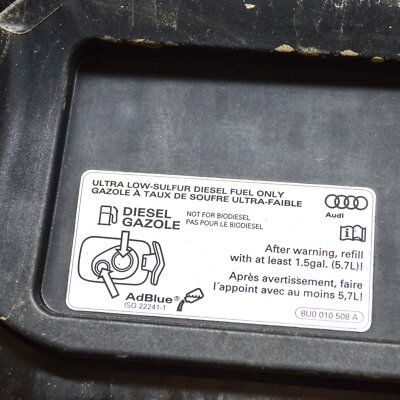 ULTRA LOW-SULFUR DIESEL FUEL ONLY
GAZOLE À TAUX DE SOUFRE ULTRA-FAIBLE
Audi
DIESEL
GAZOLE
NOT FOR BIODIESEL
PAS POUR LE BIODIESEL
After warning, refill
with at least 1.5gal. (5.7L)!
Après avertissement, faire
l'appoint avec au moins 5,7L!
AdBlue®
ISO 22241-1
8U0 010 508 A